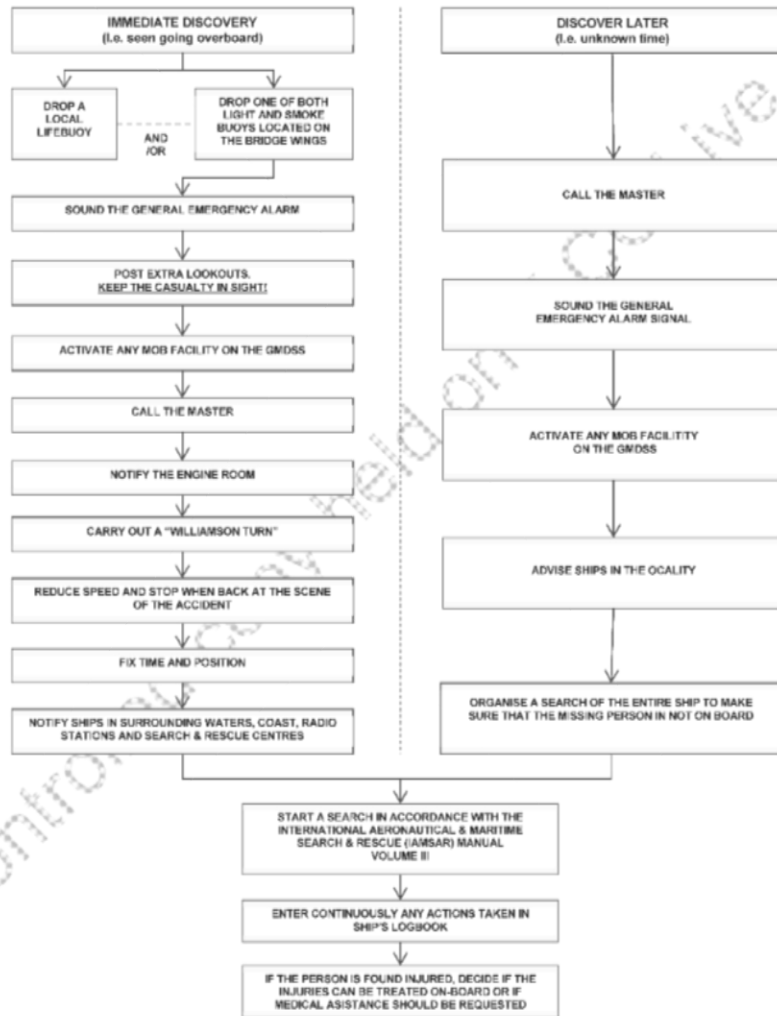 IMMEDIATE DISCOVERY
(I.e. seen going overboard)
DROP A
LOCAL
LIFEBUOY
AND
/OR
DROP ONE OF BOTH
LIGHT AND SMOKE
BUOYS LOCATED ON
THE BRIDGE WINGS
SOUND THE GENERAL EMERGENCY ALARM
POST EXTRA LOOKOUTS.
KEEP THE CASUALTY IN SIGHT!
ACTIVATE ANY MOB FACILITY ON THE GMDSS
CALL THE MASTER
NOTIFY THE ENGINE ROOM
CARRY OUT A "WILLIAMSON TURN"
REDUCE SPEED AND STOP WHEN BACK AT THE SCENE
OF THE ACCIDENT
FIX TIME AND POSITION
NOTIFY SHIPS IN SURROUNDING WATERS, COAST, RADIO
STATIONS AND SEARCH & RESCUE CENTRES
DISCOVER LATER
(I.e. unknown time)
CALL THE MASTER
SOUND THE GENERAL
EMERGENCY ALARM SIGNAL
ACTIVATE ANY MOB FACILITITY
ON THE GMDSS
ADVISE SHIPS IN THE OCALITY
ORGANISE A SEARCH OF THE ENTIRE SHIP TO MAKE
SURE THAT THE MISSING PERSON IN NOT ON BOARD
START A SEARCH IN ACCORDANCE WITH THE
INTERNATIONAL AERONAUTICAL & MARITIME
SEARCH & RESCUE (IAMSAR) MANUAL
VOLUME III
ENTER CONTINUOUSLY ANY ACTIONS TAKEN IN
SHIP'S LOGBOOK
IF THE PERSON IS FOUND INJURED, DECIDE IF THE
INJURIES CAN BE TREATED ON-BOARD OR IF
MEDICAL ASISTANCE SHOULD BE REQUESTED